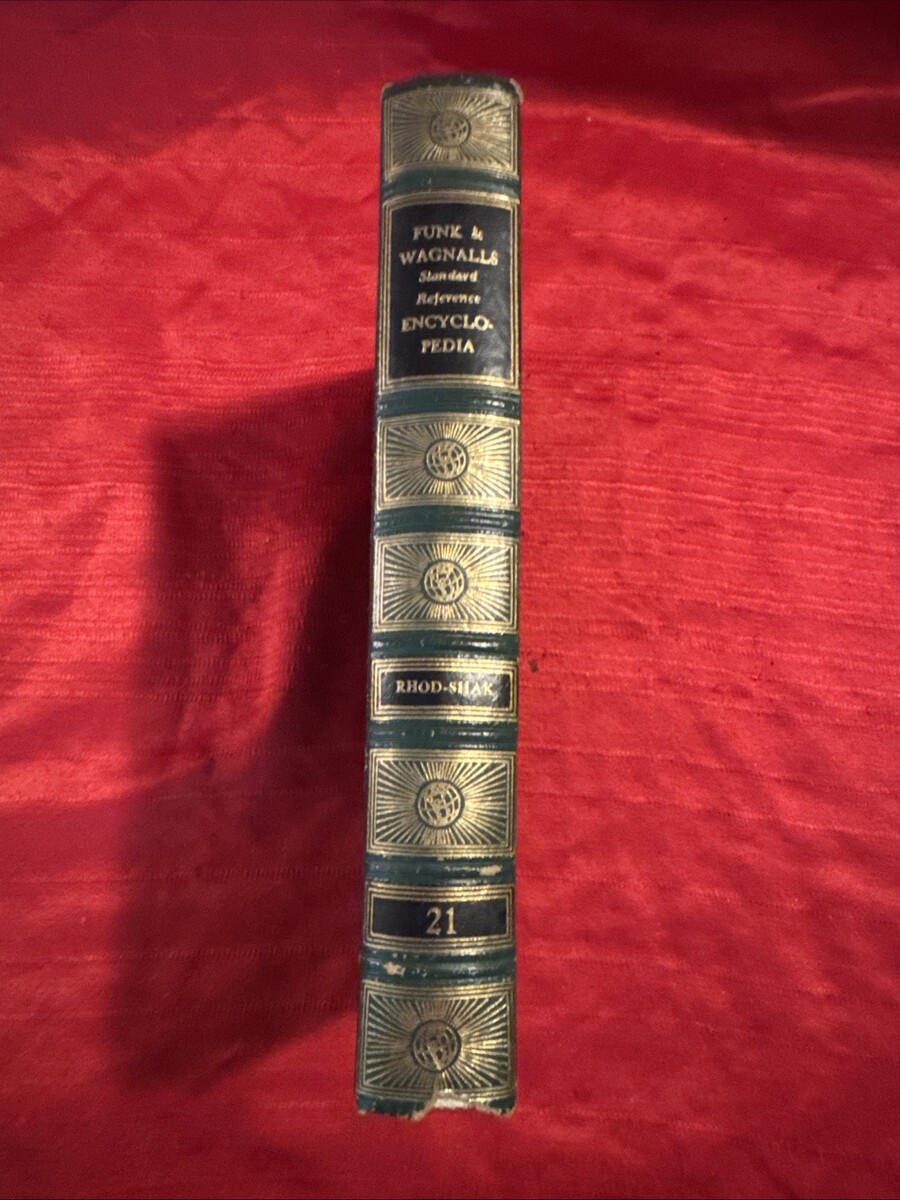 FUNK &
WAGNALLS
Standard
Reference
ENCYCLO-
PEDIA
RHOD-SHAK
21